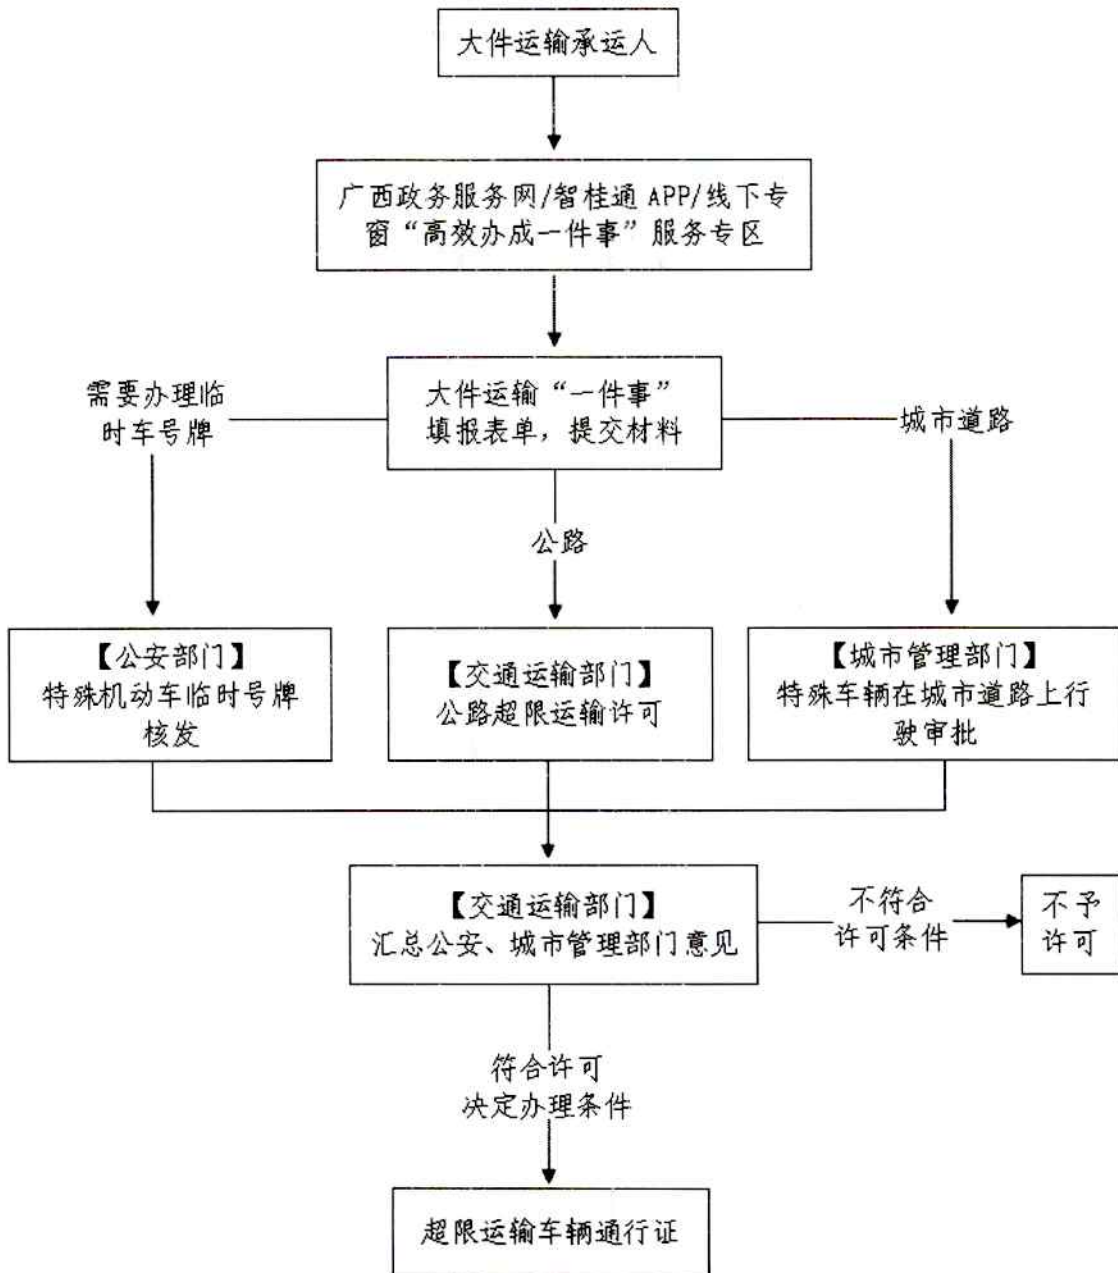 大件运输承运人
广西政务服务网/智桂通 APP/线下专
窗“高效办成一件事”服务专区
大件运输“一件事”
填报表单，提交材料
需要办理临
时车号牌
公路
城市道路
【公安部门】
特殊机动车临时号牌
核发
【交通运输部门】
公路超限运输许可
【城市管理部门】
特殊车辆在城市道路上行
驶审批
【交通运输部门】
汇总公安、城市管理部门意见
不符合
许可条件
不予
许可
符合许可
决定办理条件
超限运输车辆通行证